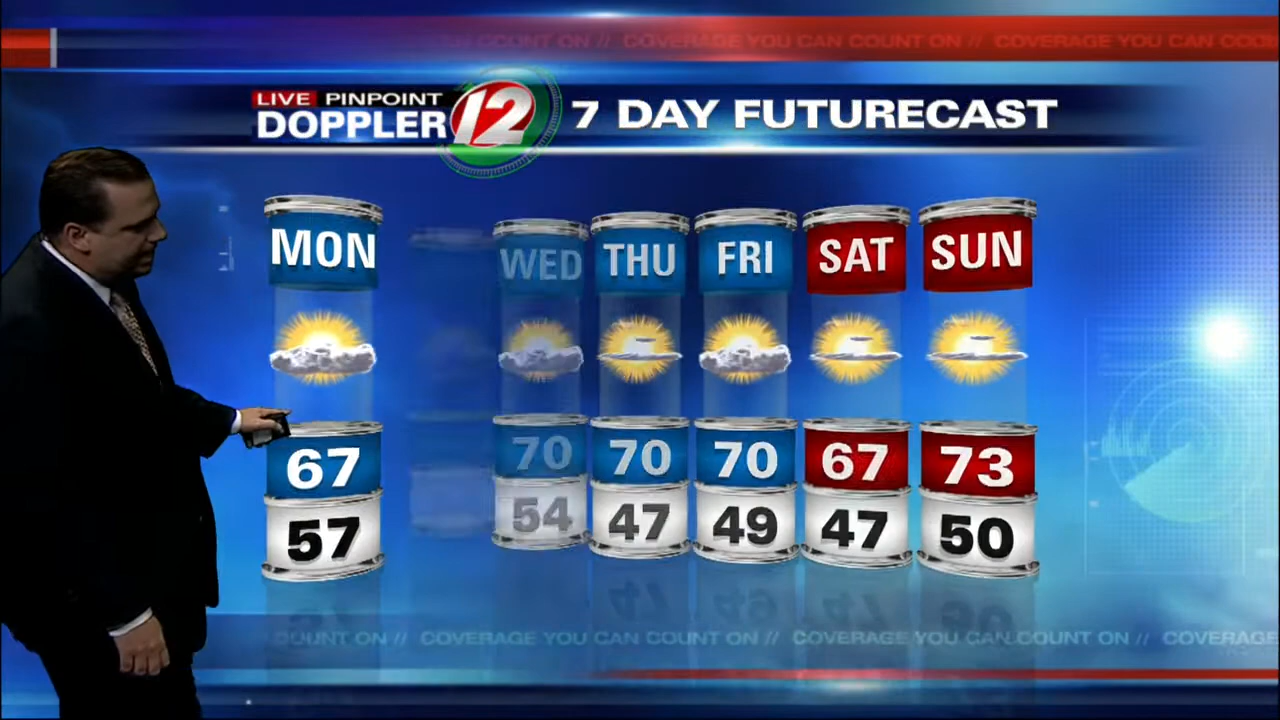 COVERAGE YOU CAN COUNT ON // COVERAGE YOU CAN COUNT ON // COVERAGE YOU CAN
LIVE PINPOINT
DOPPLER 12
7 DAY FUTURECAST
MON WED THU FRI SAT SUN
67 70 70 70 67 73
57 54 47 49 47 50
COUNT ON // COVERAGE YOU CAN COUNT ON // COVERAGE YOU CAN COUNT ON // COVERAGE